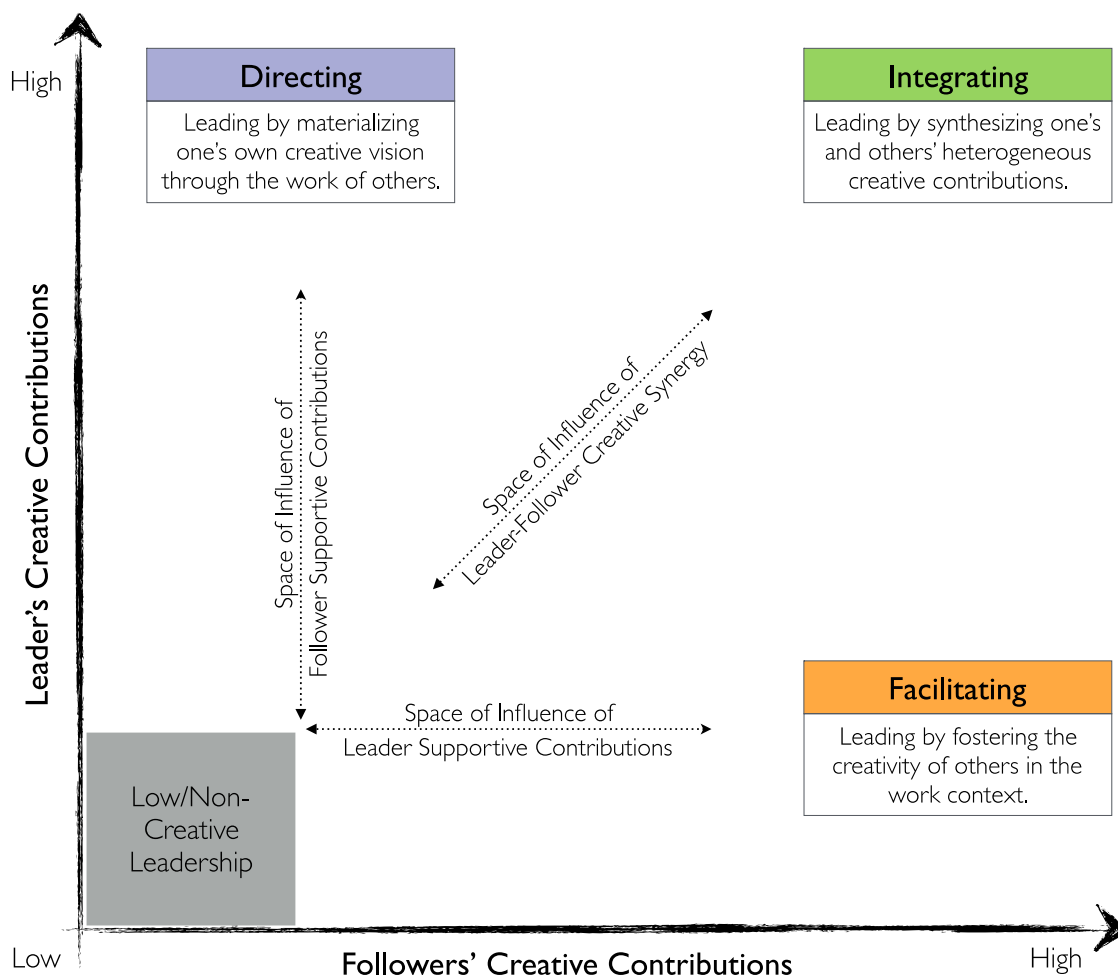 High
Directing
Leading by materializing
one's own creative vision
through the work of others.
Integrating
Leading by synthesizing one's
and others' heterogeneous
creative contributions.
Leader's Creative Contributions
Space of Influence of
Follower Supportive Contributions
Space of Influence of
Leader-Follower Creative Synergy
Space of Influence of
Leader Supportive Contributions
Facilitating
Leading by fostering the
creativity of others in the
work context.
Low/Non-
Creative
Leadership
Low
Followers' Creative Contributions
High